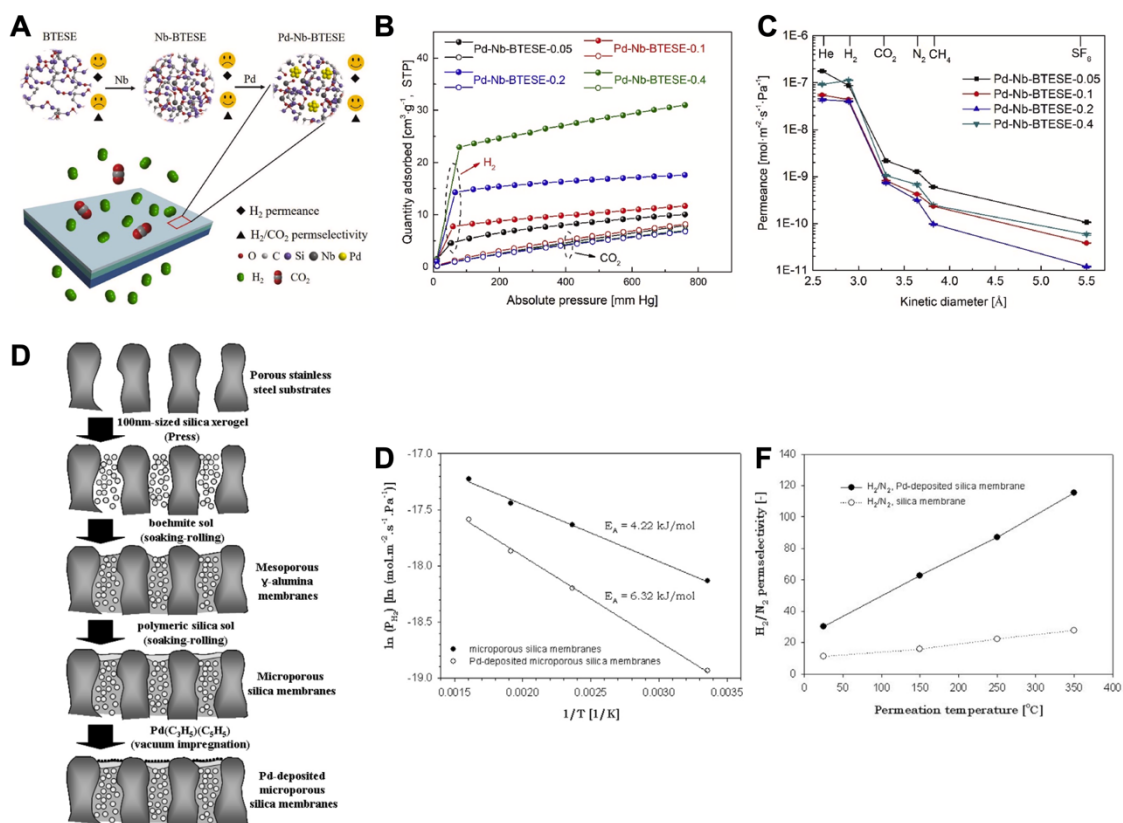 A
BTESE
Nb-BTESE
Pd-Nb-BTESE
Nb
Pd
◆ H₂ permeance
▲ H₂/CO₂ permselectivity
O C Si Nb Pd
H₂ CO₂
B
Pd-Nb-BTESE-0.05
Pd-Nb-BTESE-0.1
Pd-Nb-BTESE-0.2
Pd-Nb-BTESE-0.4
H₂
CO₂
Quantity adsorbed [cm³·g⁻¹, STP]
40
30
20
10
0
0 200 400 600 800
Absolute pressure [mm Hg]
C
He H₂ CO₂ N₂ CH₄ SF₆
Pd-Nb-BTESE-0.05
Pd-Nb-BTESE-0.1
Pd-Nb-BTESE-0.2
Pd-Nb-BTESE-0.4
Permeance [mol·m⁻²·s⁻¹·Pa⁻¹]
1E-6
1E-7
1E-8
1E-9
1E-10
1E-11
2.5 3.0 3.5 4.0 4.5 5.0 5.5
Kinetic diameter [Å]
D
Porous stainless
steel substrates
100nm-sized silica xerogel
(Press)
boehmite sol
(soaking-rolling)
Mesoporous
γ-alumina
membranes
polymeric silica sol
(soaking-rolling)
Microporous
silica membranes
Pd(C₃H₅)(C₅H₅)
(vacuum impregnation)
Pd-deposited
microporous
silica membranes
D
ln (P_H₂) [ln (mol.m⁻².s⁻¹.Pa⁻¹)]
-17.0
-17.5
-18.0
-18.5
-19.0
E_A = 4.22 kJ/mol
E_A = 6.32 kJ/mol
microporous silica membranes
Pd-deposited microporous silica membranes
0.0015 0.0020 0.0025 0.0030 0.0035
1/T [1/K]
F
H₂/N₂, Pd-deposited silica membrane
H₂/N₂, silica membrane
H₂/N₂ permselectivity [-]
140
120
100
80
60
40
20
0
0 50 100 150 200 250 300 350 400
Permeation temperature [°C]